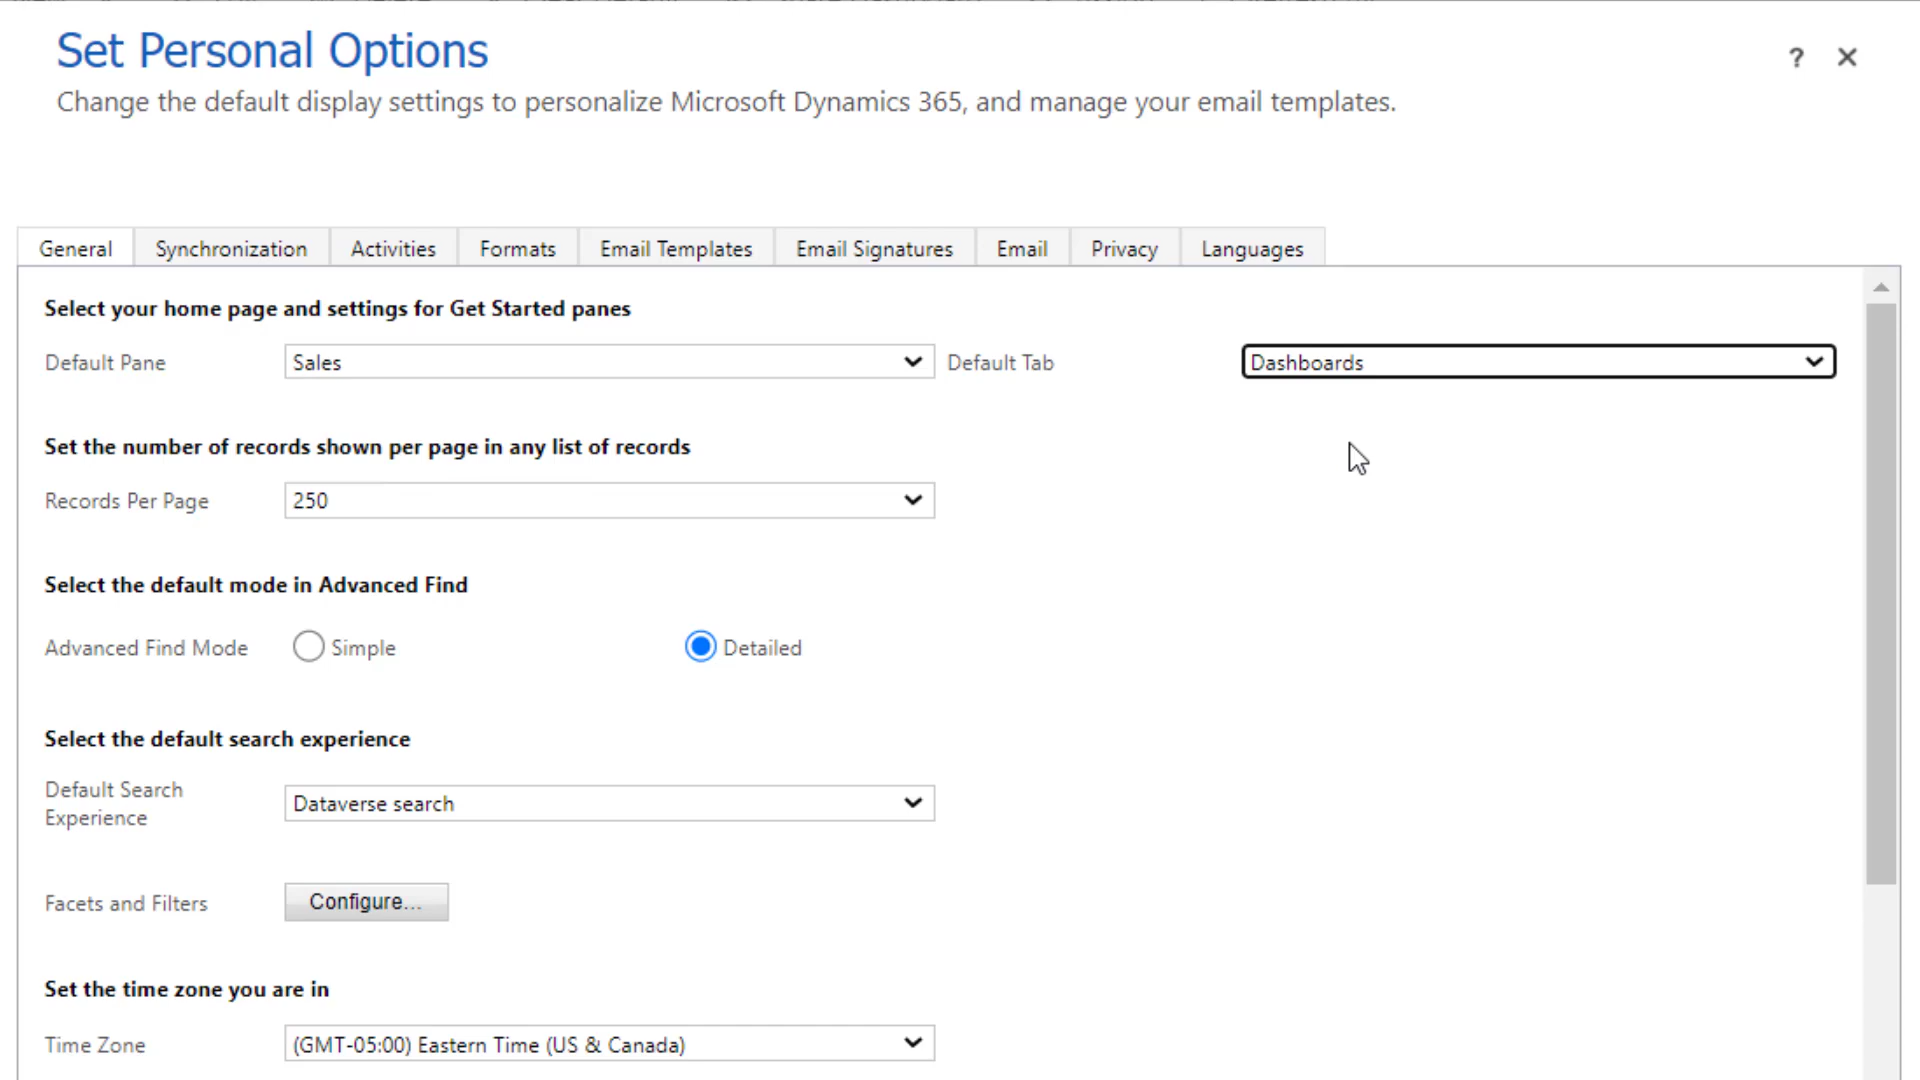 Set Personal Options
?
Change the default display settings to personalize Microsoft Dynamics 365, and manage your email templates.
General Synchronization Activities Formats Email Templates Email Signatures Email Privacy Languages
Select your home page and settings for Get Started panes
Default Pane Sales Default Tab Dashboards
Set the number of records shown per page in any list of records
Records Per Page 250
Select the default mode in Advanced Find
Advanced Find Mode Simple Detailed
Select the default search experience
Default Search
Experience
Dataverse search
Facets and Filters Configure...
Set the time zone you are in
Time Zone (GMT-05:00) Eastern Time (US & Canada)